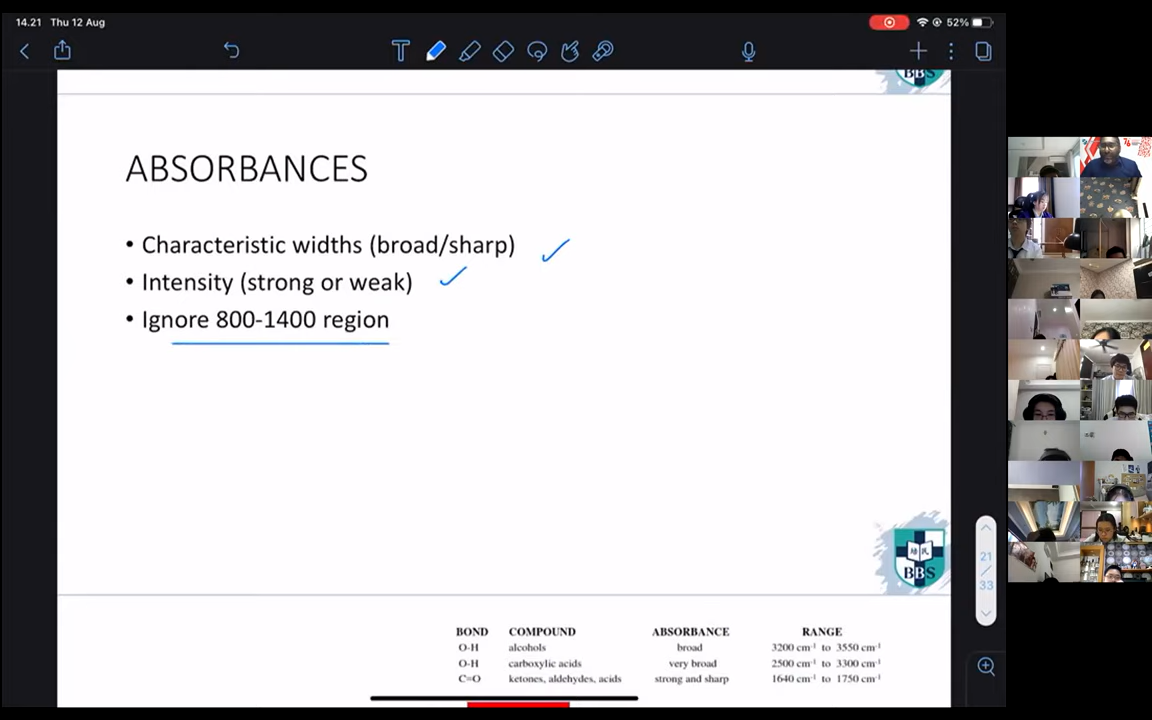 14.21 Thu 12 Aug
52%
T
BBS
ABSORBANCES
• Characteristic widths (broad/sharp)
• Intensity (strong or weak)
• Ignore 800-1400 region
BBS
21
/
33
BOND COMPOUND ABSORBANCE RANGE
O-H alcohols broad 3200 cm⁻¹ to 3550 cm⁻¹
O-H carboxylic acids very broad 2500 cm⁻¹ to 3300 cm⁻¹
C=O ketones, aldehydes, acids strong and sharp 1640 cm⁻¹ to 1750 cm⁻¹
76